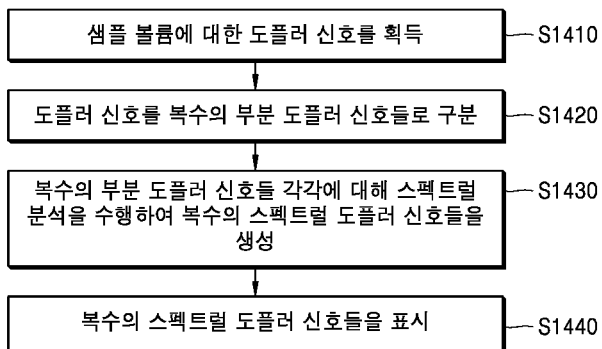 샘플 볼륨에 대한 도플러 신호를 획득
S1410
도플러 신호를 복수의 부분 도플러 신호들로 구분
S1420
복수의 부분 도플러 신호들 각각에 대해 스펙트럴
분석을 수행하여 복수의 스펙트럴 도플러 신호들을
생성
S1430
복수의 스펙트럴 도플러 신호들을 표시
S1440